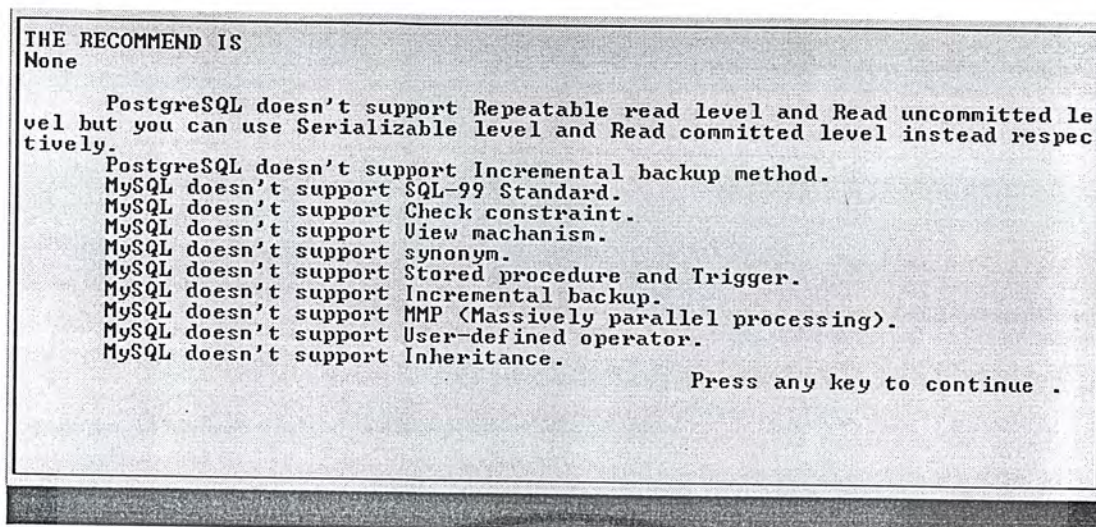 THE RECOMMEND IS
None
PostgreSQL doesn't support Repeatable read level and Read uncommitted le
vel but you can use Serializable level and Read committed level instead respec
tively.
PostgreSQL doesn't support Incremental backup method.
MySQL doesn't support SQL-99 Standard.
MySQL doesn't support Check constraint.
MySQL doesn't support View machanism.
MySQL doesn't support synonym.
MySQL doesn't support Stored procedure and Trigger.
MySQL doesn't support Incremental backup.
MySQL doesn't support MMP (Massively parallel processing).
MySQL doesn't support User-defined operator.
MySQL doesn't support Inheritance.
Press any key to continue .